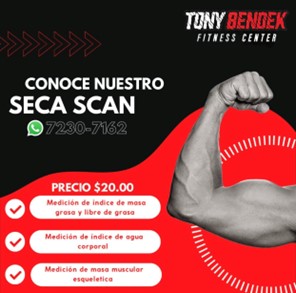 TONY BENDEK
FITNESS CENTER
CONOCE NUESTRO
SECA SCAN
7230-7162
PRECIO $20.00
Medición de índice de masa
grasa y libre de grasa
Medición de índice de agua
corporal
Medición de masa muscular
esqueletica